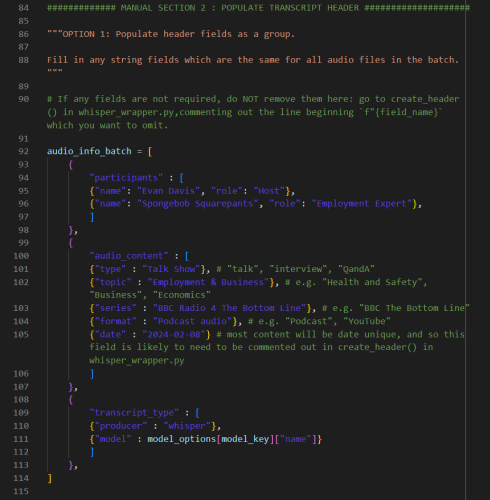 84 ############# MANUAL SECTION 2 : POPULATE TRANSCRIPT HEADER ####################
85
86 """OPTION 1: Populate header fields as a group.
87
88 Fill in any string fields which are the same for all audio files in the batch.
"""
89
90 # If any fields are not required, do NOT remove them here: go to create_header
() in whisper_wrapper.py,commenting out the line beginning `f"{field_name}`
which you want to omit.
91
92 audio_info_batch = [
93 {
94 "participants" : [
95 {"name": "Evan Davis", "role": "Host"},
96 {"name": "Spongebob Squarepants", "role": "Employment Expert"},
97 ]
98 },
99 {
100 "audio_content" : [
101 {"type" : "Talk Show"}, # "talk", "interview", "QandA"
102 {"topic" : "Employment & Business"}, # e.g. "Health and Safety",
"Business", "Economics"
103 {"series" : "BBC Radio 4 The Bottom Line"}, # e.g. "BBC The Bottom Line"
104 {"format" : "Podcast audio"}, # e.g. "Podcast", "YouTube"
105 {"date" : "2024-02-08"} # most content will be date unique, and so this
field is likely to need to be commented out in create_header() in
whisper_wrapper.py
106 ]
107 },
108 {
109 "transcript_type" : [
110 {"producer" : "whisper"},
111 {"model" : model_options[model_key]["name"]}
112 ]
113 },
114 ]
115